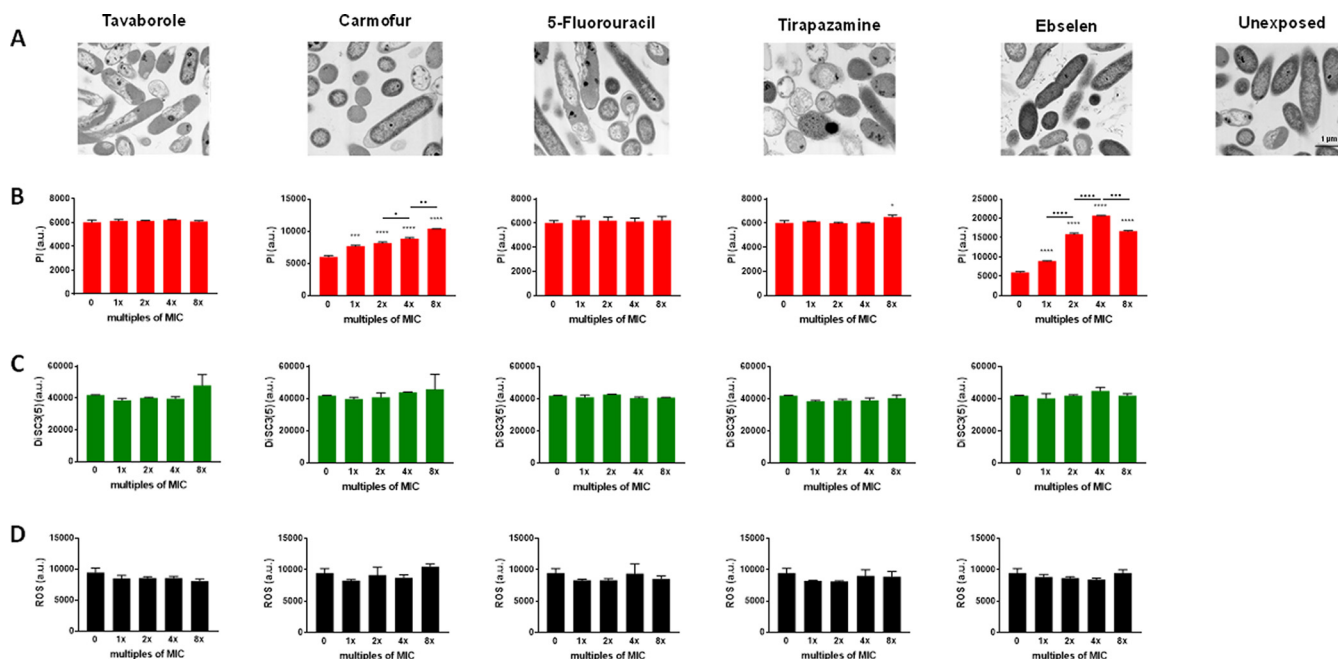 Tavaborole Carmofur 5-Fluorouracil Tirapazamine Ebselen Unexposed
A
1 µm
B
PI (a.u.) 8000 6000 4000 2000 0
0 1x 2x 4x 8x
multiples of MIC
PI (a.u.) 15000 10000 5000 0
*** **** **** **** * **
0 1x 2x 4x 8x
multiples of MIC
PI (a.u.) 8000 6000 4000 2000 0
0 1x 2x 4x 8x
multiples of MIC
PI (a.u.) 8000 6000 4000 2000 0
*
0 1x 2x 4x 8x
multiples of MIC
PI (a.u.) 25000 20000 15000 10000 5000 0
**** **** **** **** **** **** ***
0 1x 2x 4x 8x
multiples of MIC
C
DiSC3(5) (a.u.) 60000 40000 20000 0
0 1x 2x 4x 8x
multiples of MIC
DiSC3(5) (a.u.) 60000 40000 20000 0
0 1x 2x 4x 8x
multiples of MIC
DiSC3(5) (a.u.) 60000 40000 20000 0
0 1x 2x 4x 8x
multiples of MIC
DiSC3(5) (a.u.) 60000 40000 20000 0
0 1x 2x 4x 8x
multiples of MIC
DiSC3(5) (a.u.) 60000 40000 20000 0
0 1x 2x 4x 8x
multiples of MIC
D
ROS (a.u.) 15000 10000 5000 0
0 1x 2x 4x 8x
multiples of MIC
ROS (a.u.) 15000 10000 5000 0
0 1x 2x 4x 8x
multiples of MIC
ROS (a.u.) 15000 10000 5000 0
0 1x 2x 4x 8x
multiples of MIC
ROS (a.u.) 15000 10000 5000 0
0 1x 2x 4x 8x
multiples of MIC
ROS (a.u.) 15000 10000 5000 0
0 1x 2x 4x 8x
multiples of MIC